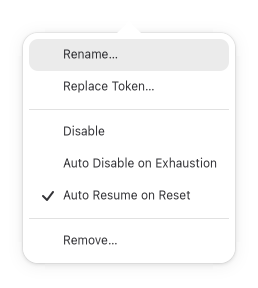 Rename...
Replace Token...
Disable
Auto Disable on Exhaustion
Auto Resume on Reset
Remove...